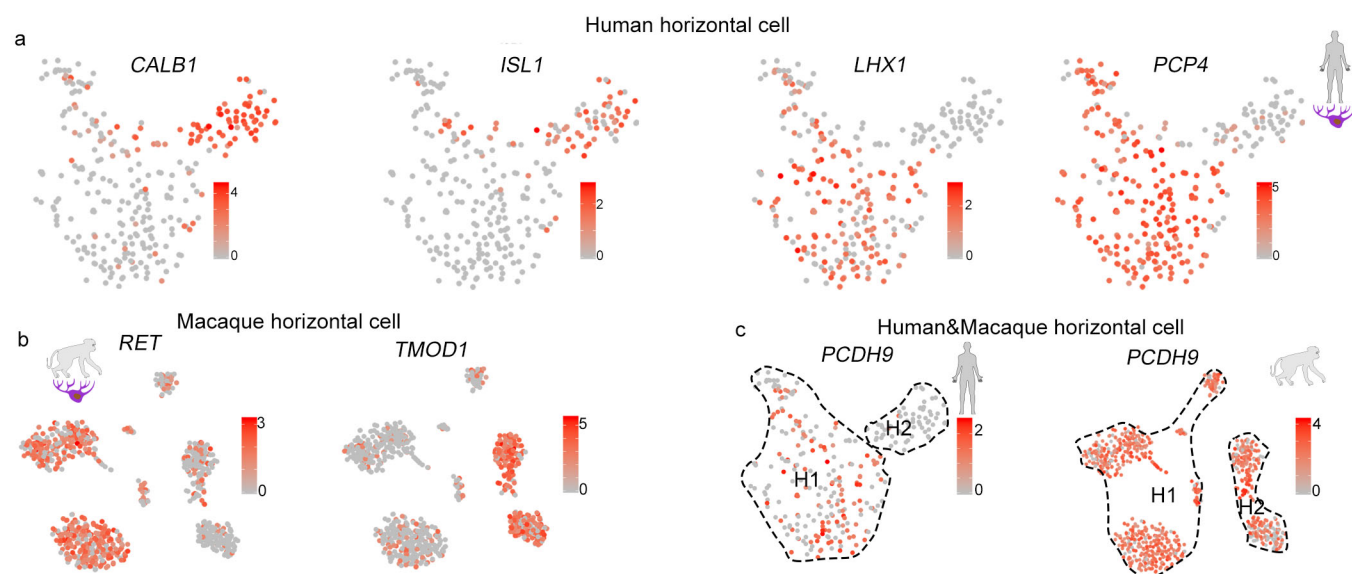 Human horizontal cell
a
CALB1
ISL1
LHX1
PCP4
4
0
2
0
2
0
5
0
Macaque horizontal cell
b
RET
TMOD1
3
0
5
0
Human&Macaque horizontal cell
c
PCDH9
PCDH9
H2
H1
2
0
H1
H2
4
2
0